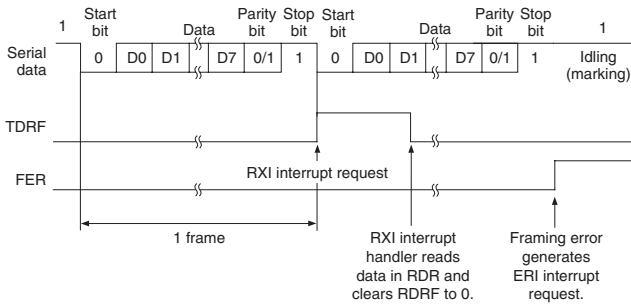 1
Start bit
Data
Parity bit
Stop bit
Start bit
Data
Parity bit
Stop bit
1
Serial data
0
D0
D1
D7
0/1
1
0
D0
D1
D7
0/1
1
Idling (marking)
TDRF
FER
RXI interrupt request
1 frame
RXI interrupt
handler reads
data in RDR and
clears RDRF to 0.
Framing error
generates
ERI interrupt
request.